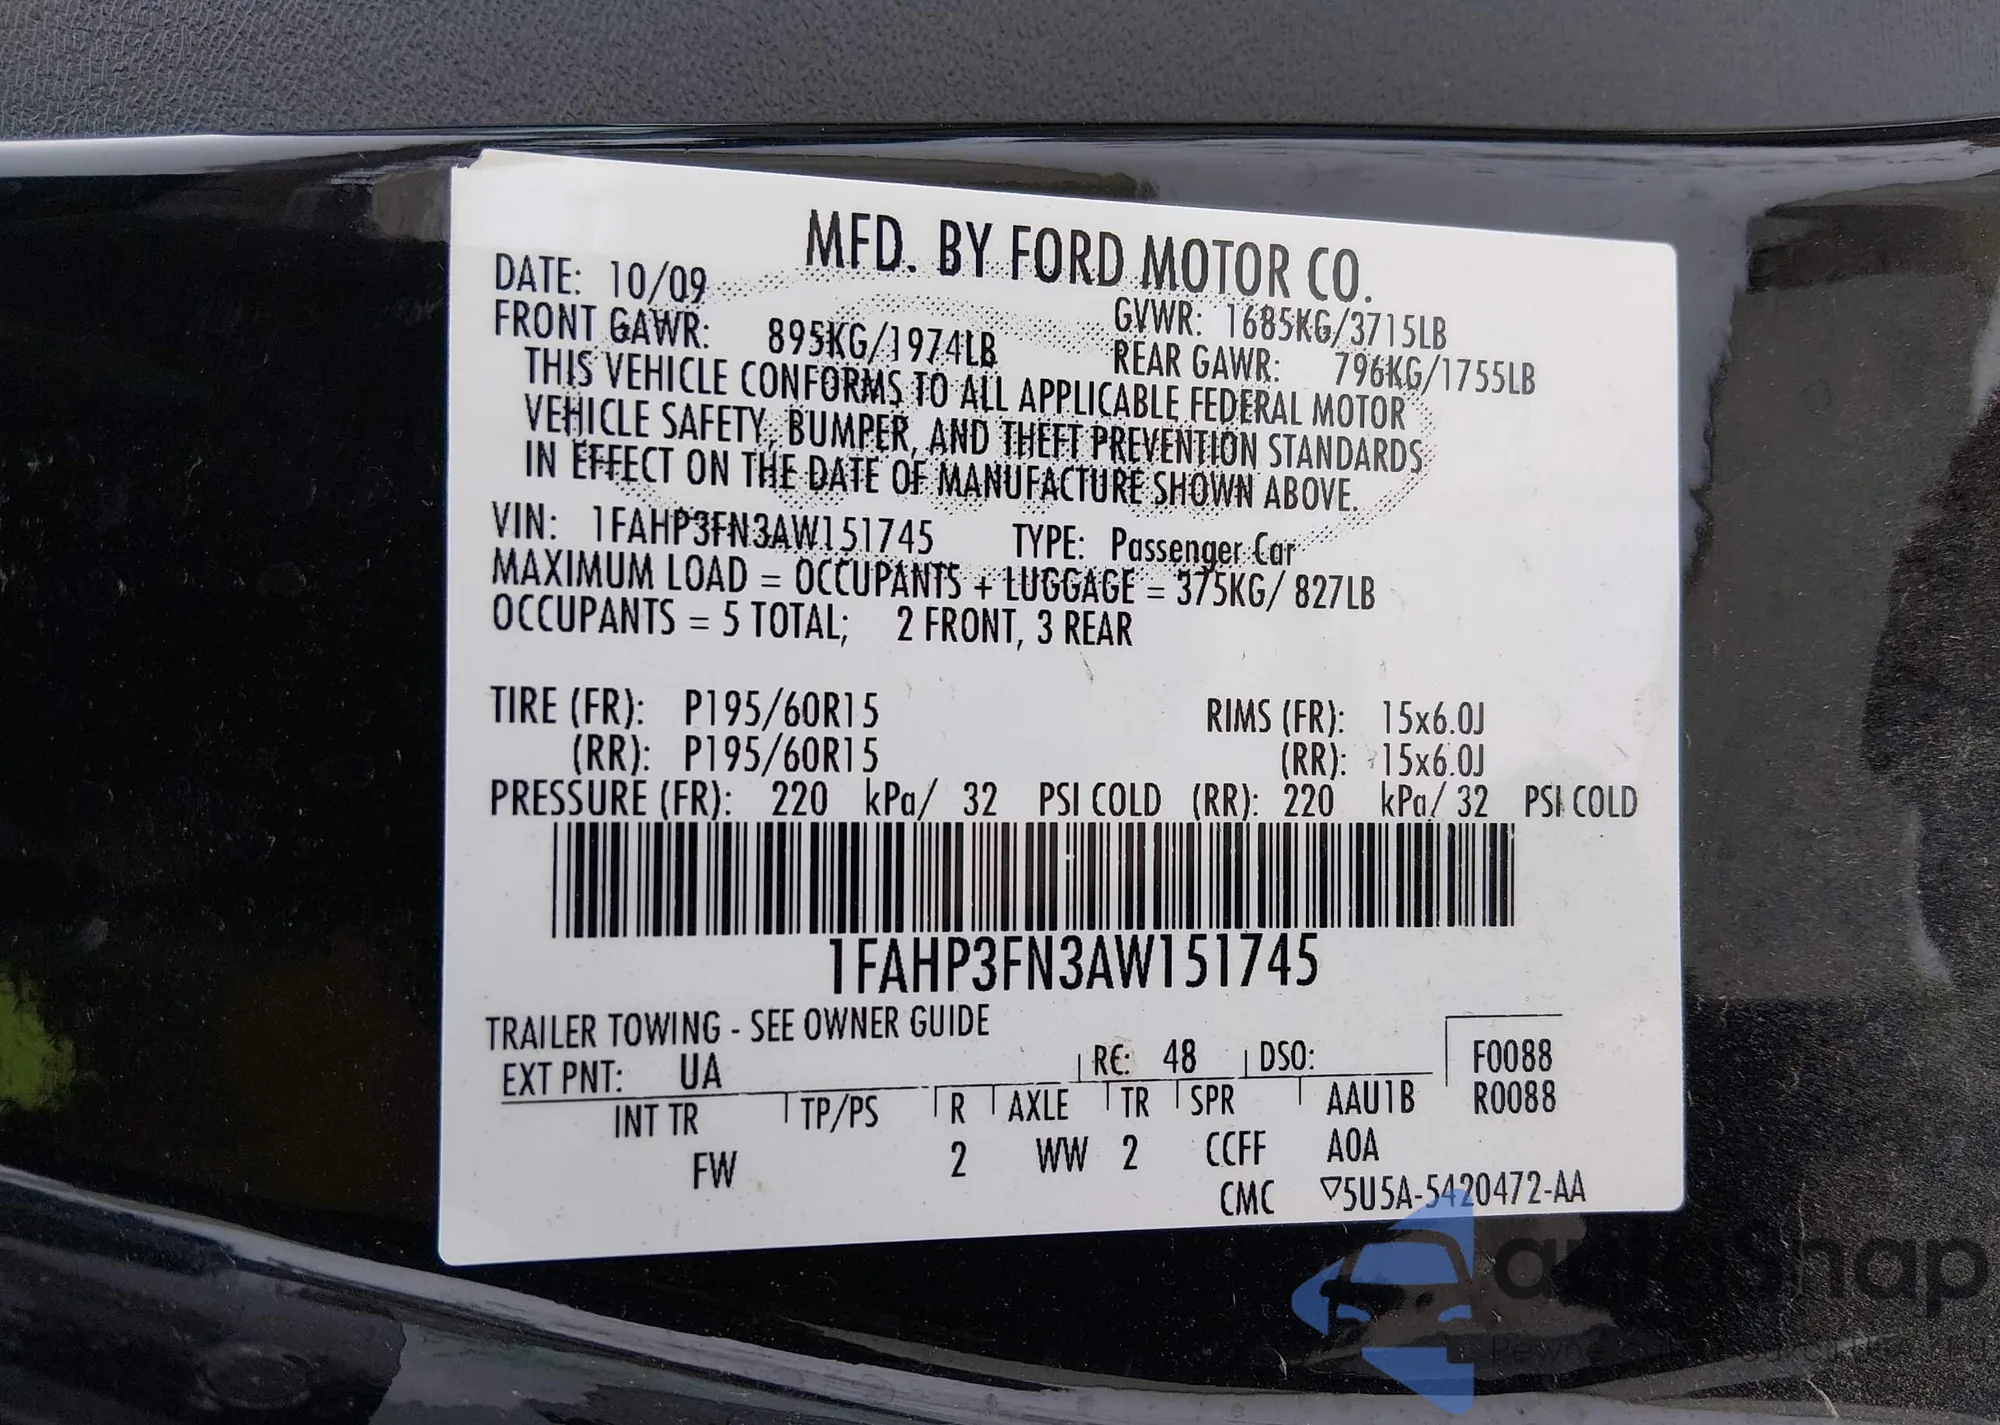 MFD. BY FORD MOTOR CO.
DATE: 10/09
GVWR: 1685KG/3715LB
FRONT GAWR: 895KG/1974LB
REAR GAWR: 796KG/1755LB
THIS VEHICLE CONFORMS TO ALL APPLICABLE FEDERAL MOTOR
VEHICLE SAFETY, BUMPER, AND THEFT PREVENTION STANDARDS
IN EFFECT ON THE DATE OF MANUFACTURE SHOWN ABOVE.
VIN: 1FAHP3FN3AW151745 TYPE: Passenger Car
MAXIMUM LOAD = OCCUPANTS + LUGGAGE = 375KG/ 827LB
OCCUPANTS = 5 TOTAL; 2 FRONT, 3 REAR
TIRE (FR): P195/60R15 RIMS (FR): 15x6.0J
(RR): P195/60R15 (RR): 15x6.0J
PRESSURE (FR): 220 kPa/ 32 PSI COLD (RR): 220 kPa/ 32 PSI COLD
1FAHP3FN3AW151745
TRAILER TOWING - SEE OWNER GUIDE
EXT PNT: UA RC: 48 DSO: F0088
INT TR TP/PS R AXLE TR SPR AAU1B R0088
FW 2 WW 2 CCFF A0A
CMC ▽5U5A-5420472-AA
autoSnap